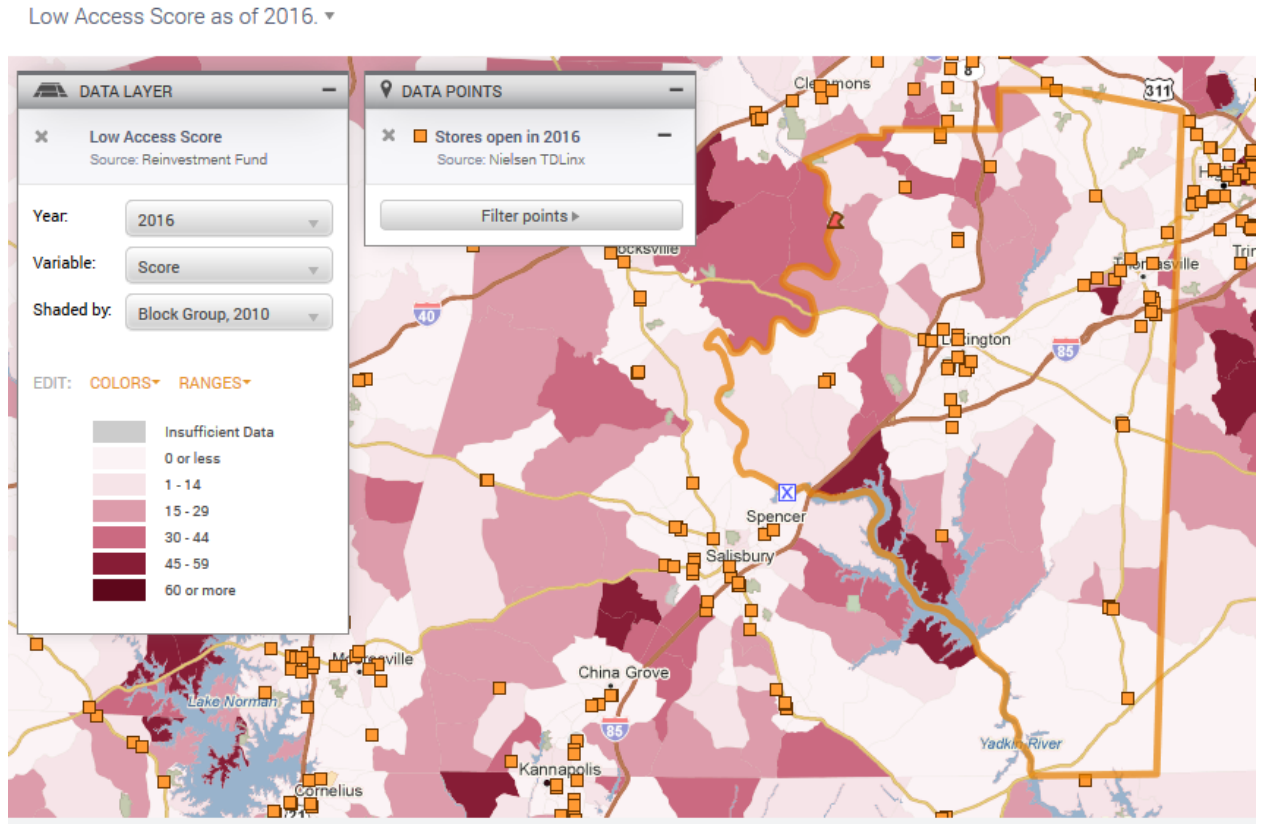 Low Access Score as of 2016.
DATA LAYER
Low Access Score
Source: Reinvestment Fund
Year:
2016
Variable:
Score
Shaded by:
Block Group, 2010
EDIT: COLORS RANGES
Insufficient Data
0 or less
1 - 14
15 - 29
30 - 44
45 - 59
60 or more
DATA POINTS
Stores open in 2016
Source: Nielsen TDLinx
Filter points
8
311
40
85
Spencer
Salisbury
China Grove
85
Lake Norman
Yadkin River
Kannapolis
Cornelius
21